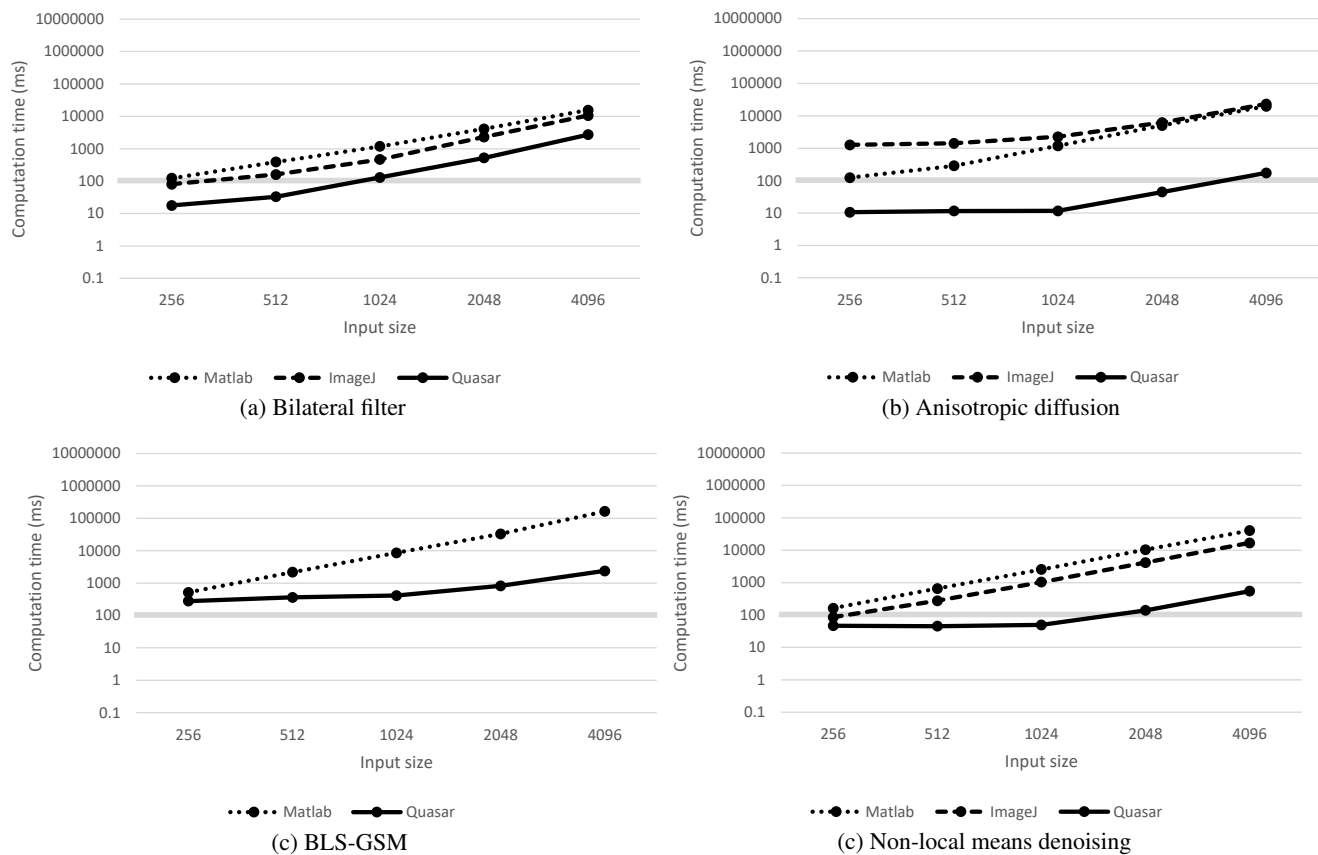 10000000
1000000
100000
10000
1000
100
10
1
0.1
Computation time (ms)
256 512 1024 2048 4096
Input size
Matlab ImageJ Quasar
(a) Bilateral filter
10000000
1000000
100000
10000
1000
100
10
1
0.1
Computation time (ms)
256 512 1024 2048 4096
Input size
Matlab ImageJ Quasar
(b) Anisotropic diffusion
10000000
1000000
100000
10000
1000
100
10
1
0.1
Computation time (ms)
256 512 1024 2048 4096
Input size
Matlab Quasar
(c) BLS-GSM
10000000
1000000
100000
10000
1000
100
10
1
0.1
Computation time (ms)
256 512 1024 2048 4096
Input size
Matlab ImageJ Quasar
(c) Non-local means denoising